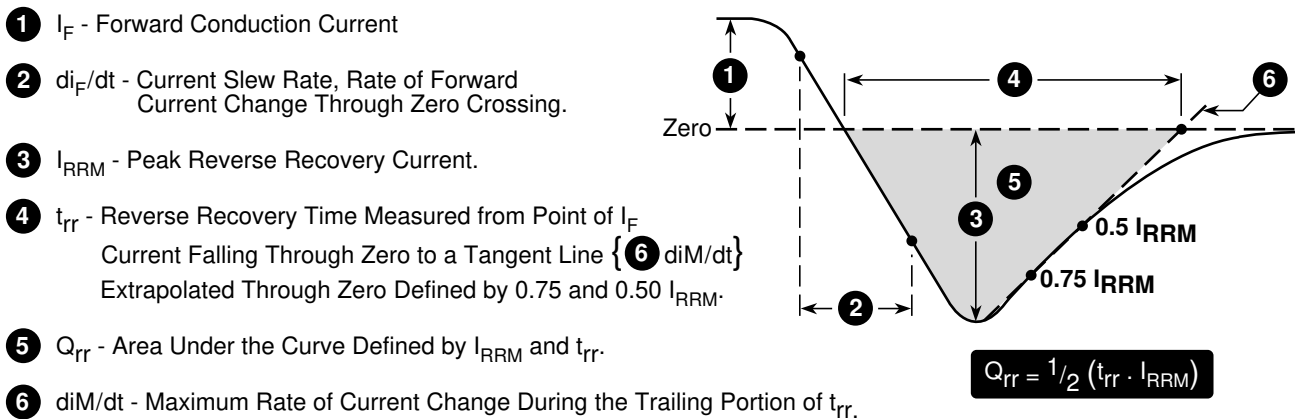 1 I_F - Forward Conduction Current
2 di_F/dt - Current Slew Rate, Rate of Forward
Current Change Through Zero Crossing.
3 I_RRM - Peak Reverse Recovery Current.
4 t_rr - Reverse Recovery Time Measured from Point of I_F
Current Falling Through Zero to a Tangent Line {6 diM/dt}
Extrapolated Through Zero Defined by 0.75 and 0.50 I_RRM.
5 Q_rr - Area Under the Curve Defined by I_RRM and t_rr.
6 diM/dt - Maximum Rate of Current Change During the Trailing Portion of t_rr.
1
4
6
Zero
5
3
0.5 I_RRM
0.75 I_RRM
2
Q_rr = 1/2 (t_rr . I_RRM)